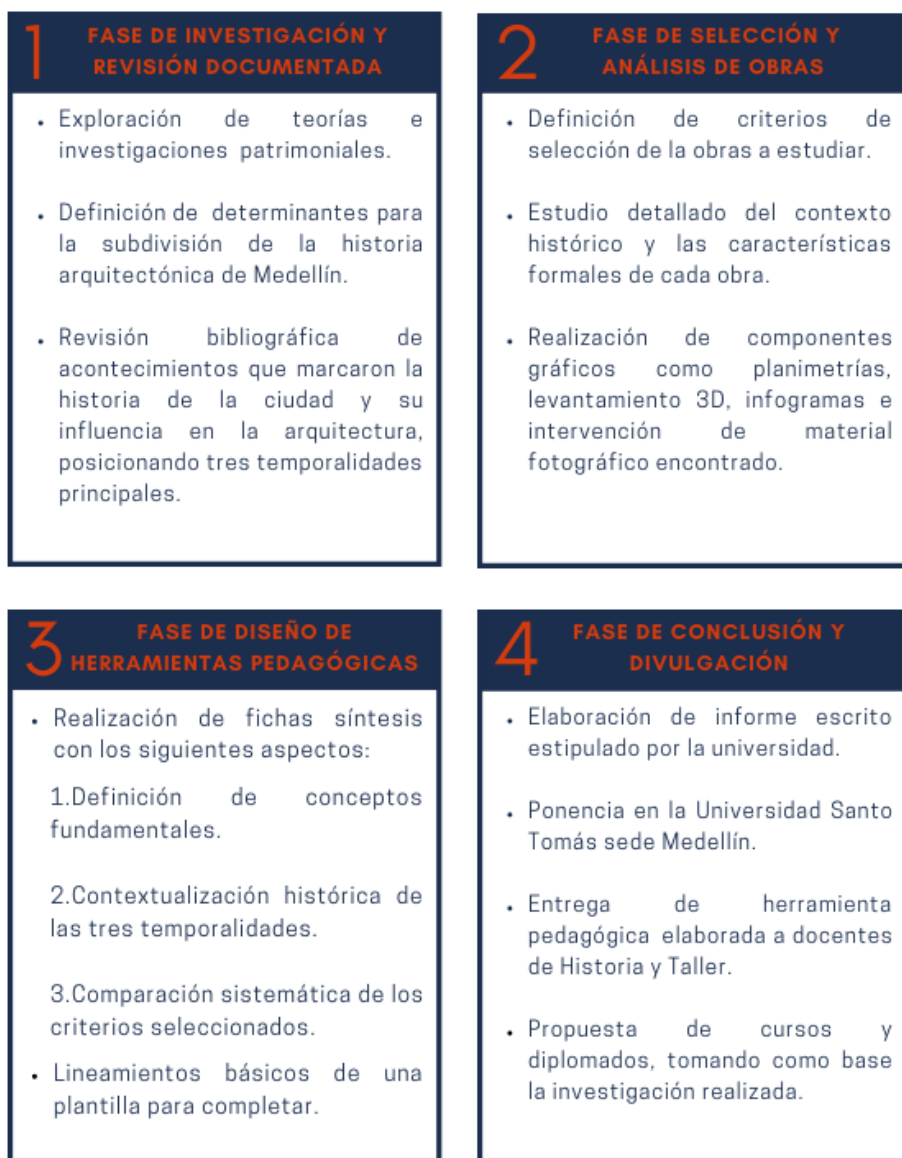 1
FASE DE INVESTIGACIÓN Y
REVISIÓN DOCUMENTADA
• Exploración de teorías e
investigaciones patrimoniales.
• Definición de determinantes para
la subdivisión de la historia
arquitectónica de Medellín.
• Revisión bibliográfica de
acontecimientos que marcaron la
historia de la ciudad y su
influencia en la arquitectura,
posicionando tres temporalidades
principales.
2
FASE DE SELECCIÓN Y
ANÁLISIS DE OBRAS
• Definición de criterios de
selección de la obras a estudiar.
• Estudio detallado del contexto
histórico y las características
formales de cada obra.
• Realización de componentes
gráficos como planimetrías,
levantamiento 3D, infogramas e
intervención de material
fotográfico encontrado.
3
FASE DE DISEÑO DE
HERRAMIENTAS PEDAGÓGICAS
• Realización de fichas síntesis
con los siguientes aspectos:
1.Definición de conceptos
fundamentales.
2.Contextualización histórica de
las tres temporalidades.
3.Comparación sistemática de los
criterios seleccionados.
• Lineamientos básicos de una
plantilla para completar.
4
FASE DE CONCLUSIÓN Y
DIVULGACIÓN
• Elaboración de informe escrito
estipulado por la universidad.
• Ponencia en la Universidad Santo
Tomás sede Medellín.
• Entrega de herramienta
pedagógica elaborada a docentes
de Historia y Taller.
• Propuesta de cursos y
diplomados, tomando como base
la investigación realizada.